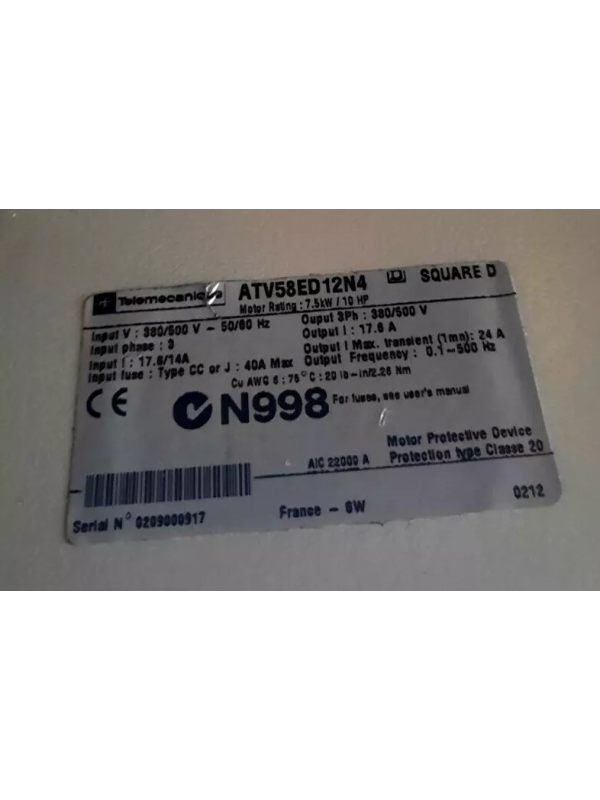 Telemecanique ATV58ED12N4 SQUARE D
Motor Rating : 7.5kW / 10 HP
Input V : 380/500 V ~ 50/60 Hz Ouput 3Ph : 380/500 V
Input phase : 3 Output I : 17.6 A
Input I : 17.6/14A Output I Max. transient (1mn): 24 A
Input fuse : Type CC or J : 40A Max Output Frequency : 0.1~500 Hz
Cu AWG 6 : 75°C : 20 lb-in/2.26 Nm
CE N998 For fuses, see user's manual
Motor Protective Device
AIC 22000 A Protection type Classe 20
Serial N° 0209000917 France - 6W 0212